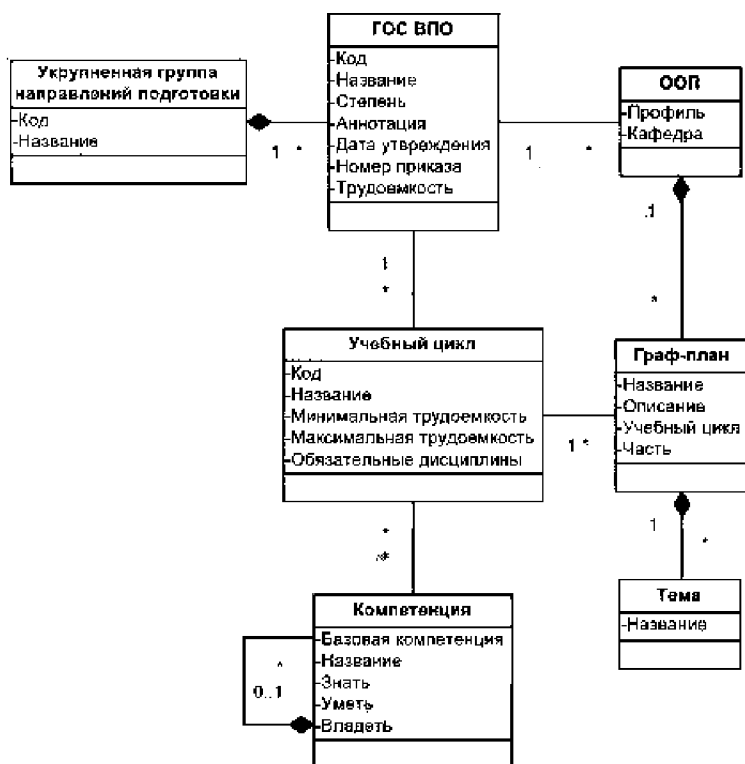 Укрупненная группа
направлений подготовки
-Код
-Название
1
*
ГОС ВПО
-Код
-Название
-Степень
-Аннотация
-Дата утвреждения
-Номер приказа
-Трудоемкость
1
*
OOП
-Профиль
-Кафедра
1
*
1
*
Учебный цикл
-Код
-Название
-Минимальная трудоемкость
-Максимальная трудоемкость
-Обязательные дисциплины
1 *
Граф-план
-Название
-Описание
-Учебный цикл
-Часть
*
*
1
*
Компетенция
-Базовая компетенция
-Название
-Знать
-Уметь
-Владеть
*
0..1
Тема
-Название